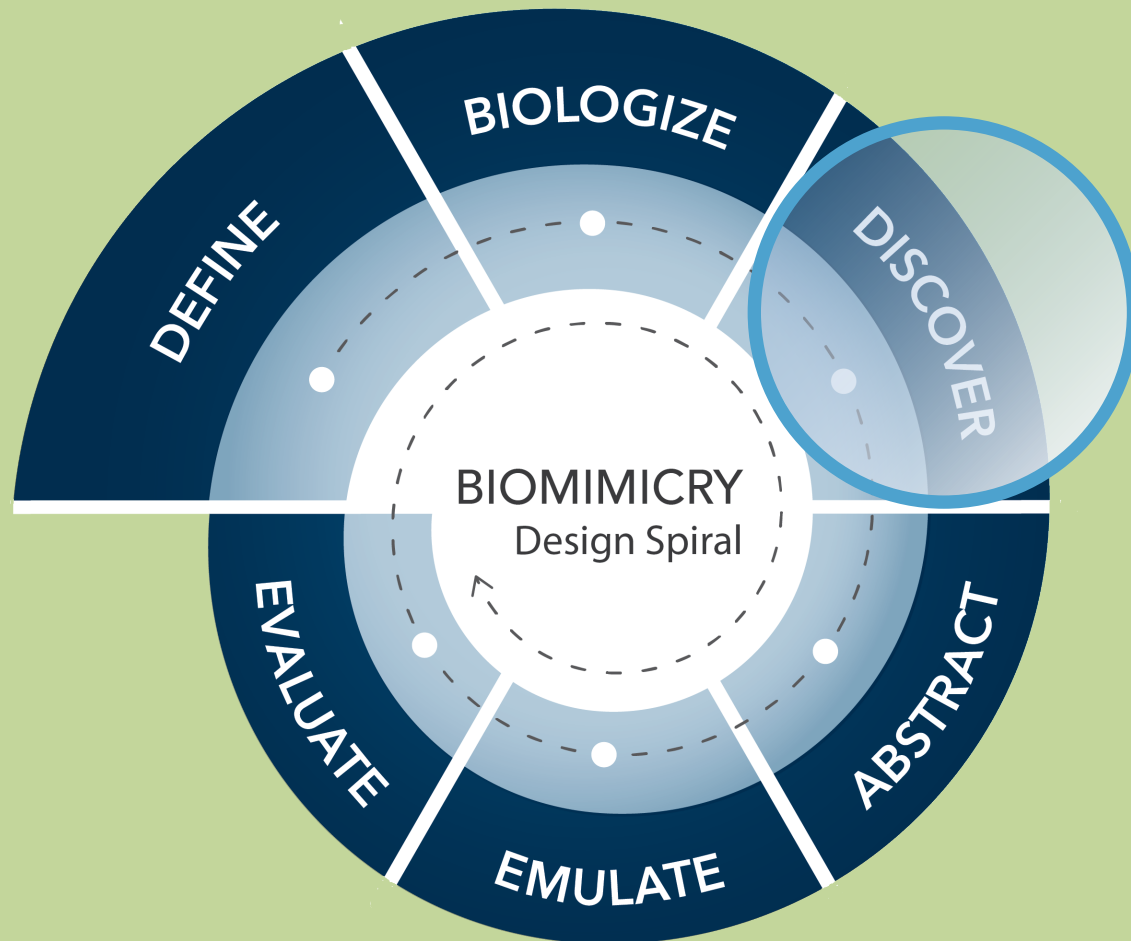 DEFINE
BIOLOGIZE
DISCOVER
ABSTRACT
EMULATE
EVALUATE
BIOMIMICRY
Design Spiral